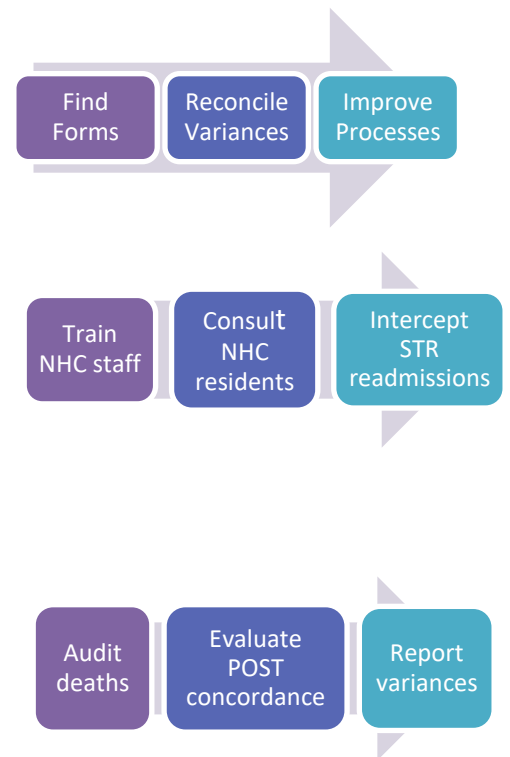 Find
Forms
Reconcile
Variances
Improve
Processes
Train
NHC staff
Consult
NHC
residents
Intercept
STR
readmissions
Audit
deaths
Evaluate
POST
concordance
Report
variances